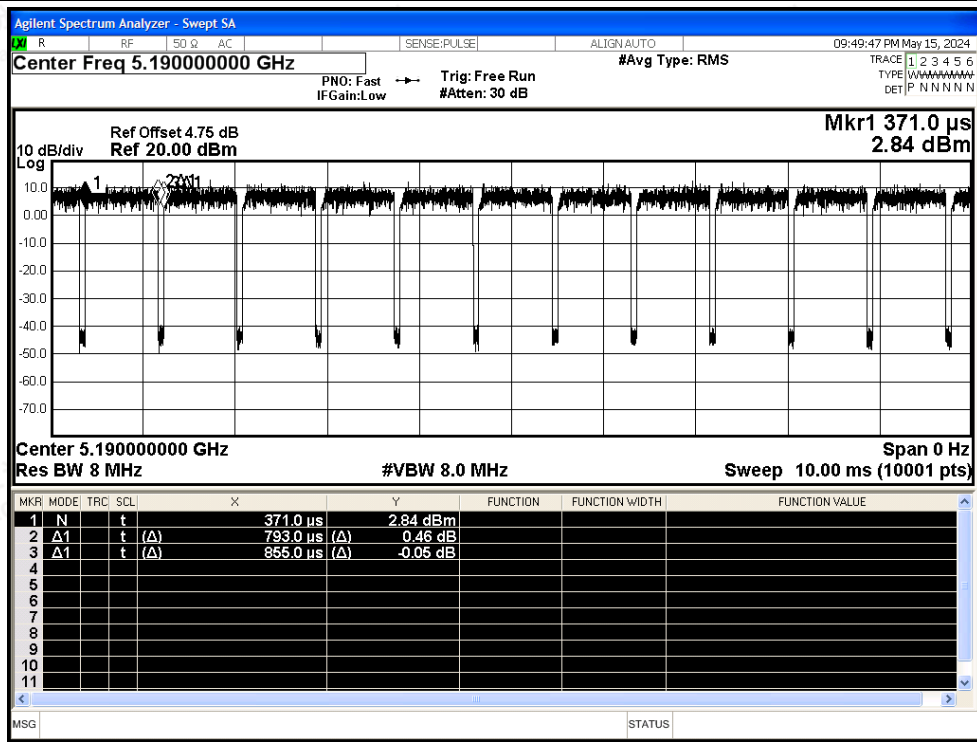 Agilent Spectrum Analyzer - Swept SA
LXI R RF 50 Ω AC SENSE:PULSE ALIGN AUTO 09:49:47 PM May 15, 2024
Center Freq 5.190000000 GHz
PNO: Fast
IFGain:Low
Trig: Free Run
#Atten: 30 dB
#Avg Type: RMS
TRACE 1 2 3 4 5 6
TYPE
DET P N N N N N
Mkr1 371.0 µs
2.84 dBm
Ref Offset 4.75 dB
10 dB/div Ref 20.00 dBm
Log
10.0
0.00
-10.0
-20.0
-30.0
-40.0
-50.0
-60.0
-70.0
1
Center 5.190000000 GHz Span 0 Hz
Res BW 8 MHz #VBW 8.0 MHz Sweep 10.00 ms (10001 pts)
MKR MODE TRC SCL X Y FUNCTION FUNCTION WIDTH FUNCTION VALUE
1 N t 371.0 µs 2.84 dBm
2 Δ1 t (Δ) 793.0 µs (Δ) 0.46 dB
3 Δ1 t (Δ) 855.0 µs (Δ) -0.05 dB
4
5
6
7
8
9
10
11
MSG STATUS